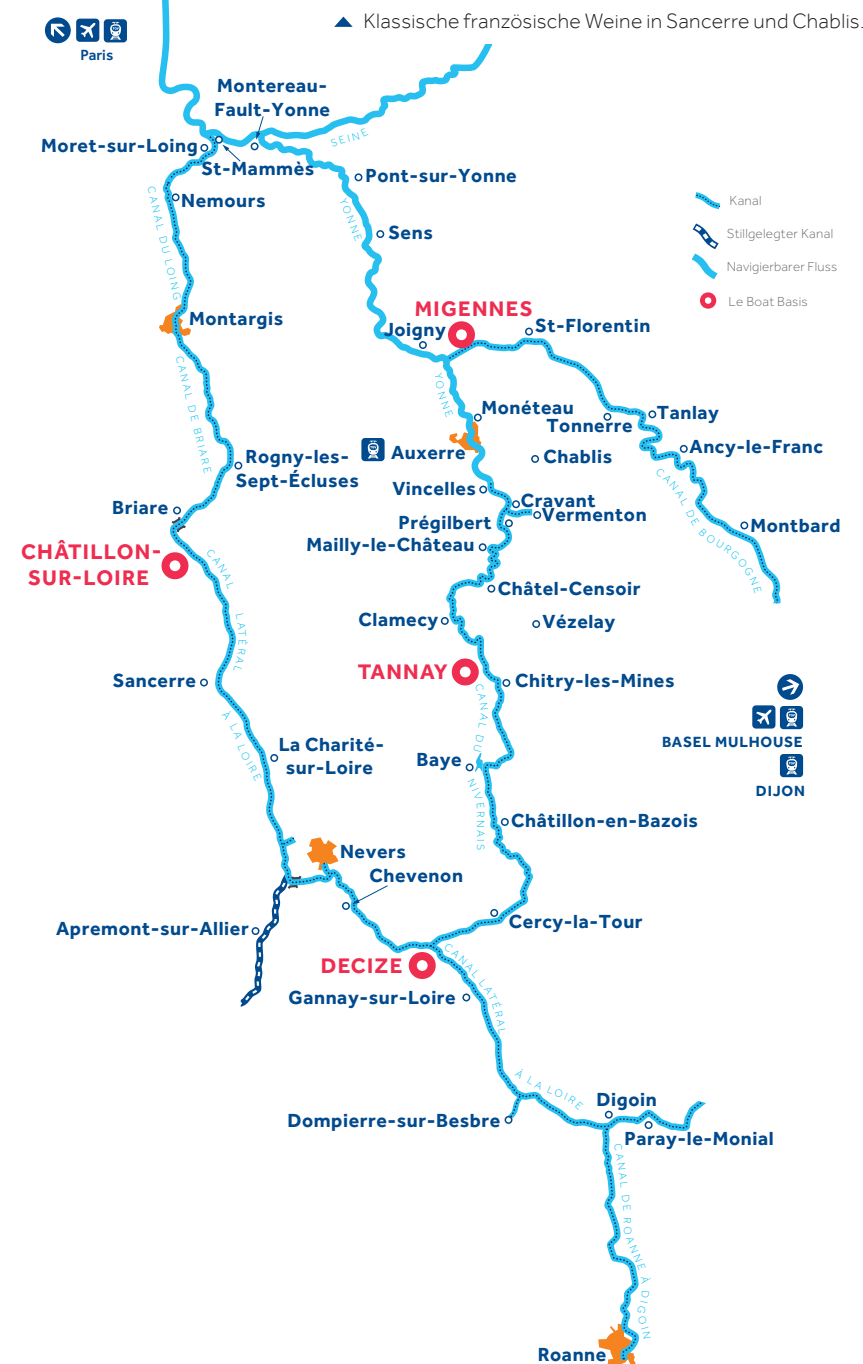 ▲ Klassische französische Weine in Sancerre und Chablis.
Paris
Montereau-
Fault-Yonne
SEINE
Moret-sur-Loing
St-Mammès
Pont-sur-Yonne
Nemours
CANAL DU LOING
YONNE
Kanal
Stillgelegter Kanal
Navigierbarer Fluss
Le Boat Basis
Sens
MIGENNES
Montargis
Joigny
St-Florentin
CANAL DE BRIARE
YONNE
Monéteau
Tonnerre
Tanlay
Auxerre
Chablis
Ancy-le-Franc
Rogny-les-
Sept-Écluses
Vincelles
Cravant
Vermenton
CANAL DE BOURGOGNE
Briare
Prégilbert
Montbard
Mailly-le-Château
CHÂTILLON-
SUR-LOIRE
CANAL LATÉRAL
À LA LOIRE
Châtel-Censoir
Clamecy
Vézelay
TANNAY
Sancerre
Chitry-les-Mines
CANAL DU NIVERNAIS
BASEL MULHOUSE
DIJON
La Charité-
sur-Loire
Baye
Châtillon-en-Bazois
Nevers
Chevenon
Apremont-sur-Allier
Cercy-la-Tour
DECIZE
CANAL LATÉRAL
À LA LOIRE
Gannay-sur-Loire
Digoin
Dompierre-sur-Besbre
Paray-le-Monial
CANAL DE ROANNE À DIGOIN
Roanne